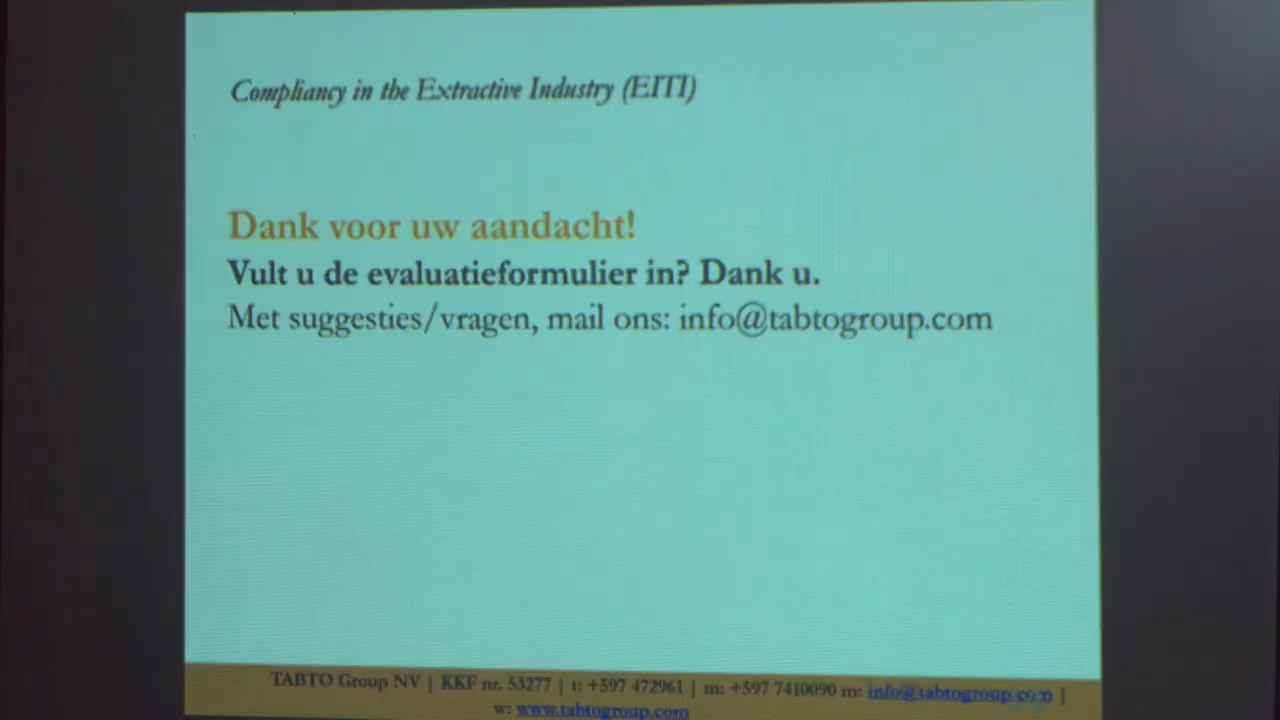 Compliancy in the Extractive Industry (EITI)
Dank voor uw aandacht!
Vult u de evaluatieformulier in? Dank u.
Met suggesties/vragen, mail ons: info@tabtogroup.com
TABTO Group NV | KKF nr. 53277 | t: +597 472961 | m: +597 7410090 m: info@tabtogroup.com |
w: www.tabtogroup.com